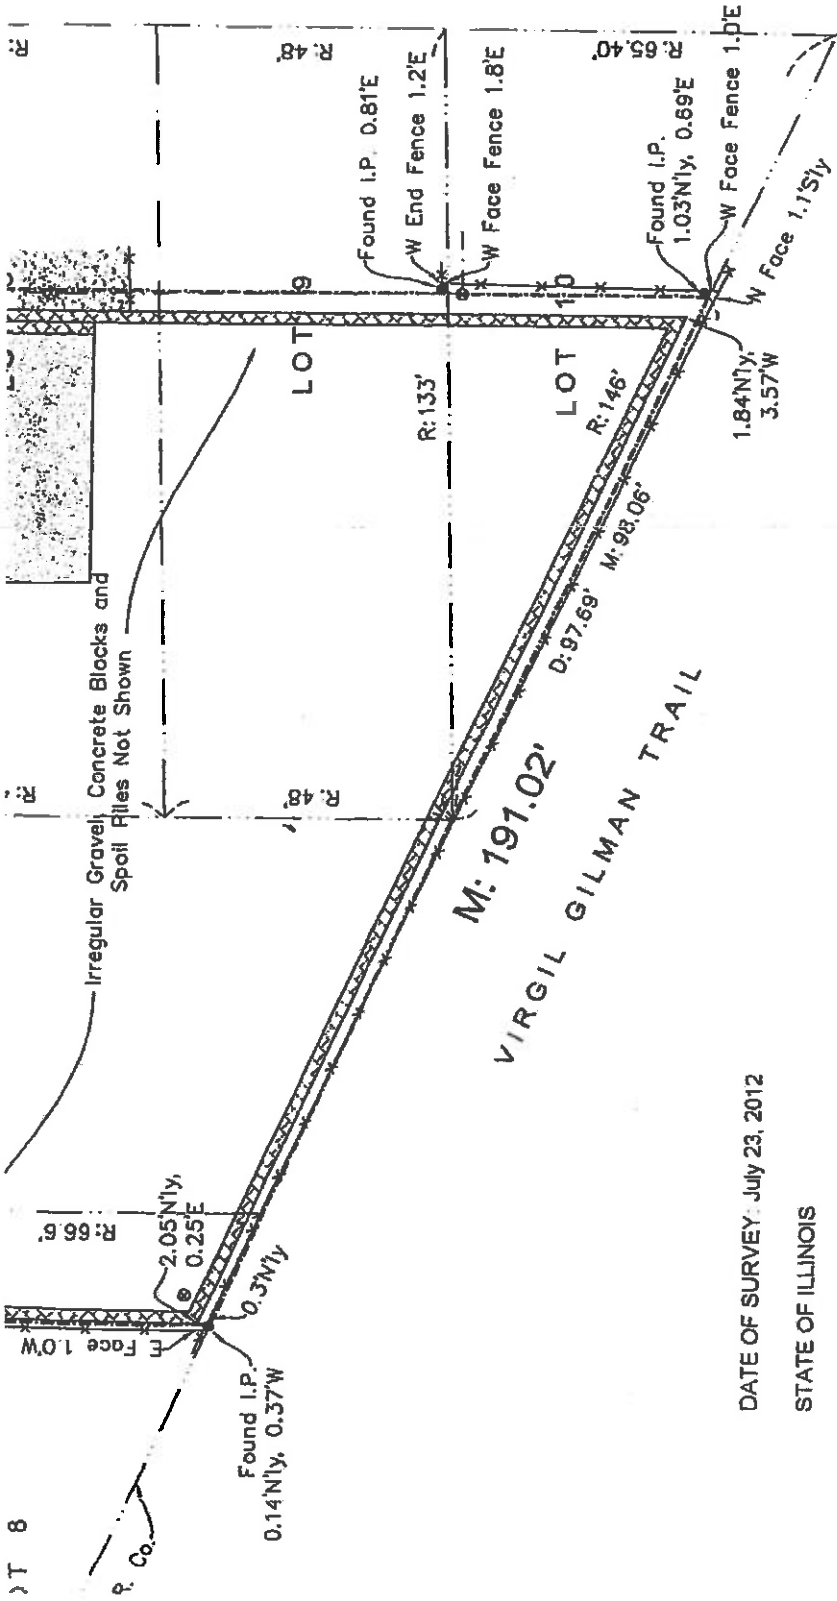 R: 48'
R: 65.40'
Found I.P. 0.81'E
W End Fence 1.2'E
W Face Fence 1.8'E
Found I.P.
1.03'N'ly, 0.69'E
W Face Fence 1.0'E
W Face 1.1'S'ly
LOT 9
LOT 10
R: 133'
R: 146'
1.84'N'ly,
3.57'W
D: 97.69' M: 98.06'
Irregular Gravel, Concrete Blocks and
Spoil Piles Not Shown
R: 48'
M: 191.02'
VIRGIL GILMAN TRAIL
R: 66.6'
2.05'N'ly,
0.25'E
0.3'N'ly
E Face 1.0'W
Found I.P.
0.14'N'ly, 0.37'W
OT 8
R. Co.
DATE OF SURVEY: July 23, 2012
STATE OF ILLINOIS